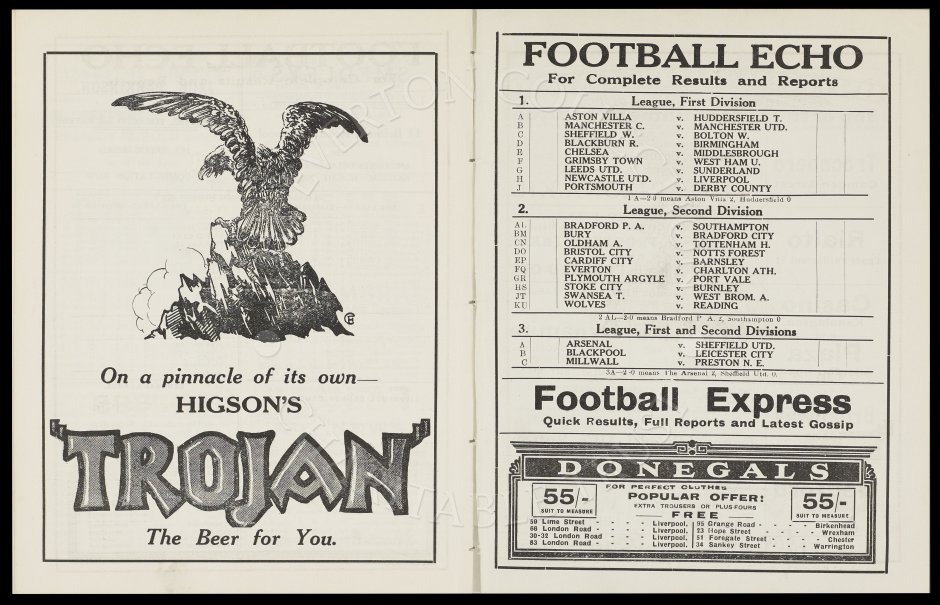 On a pinnacle of its own—
HIGSON'S
'TROJAN'
The Beer for You.
FOOTBALL ECHO
For Complete Results and Reports
1. League, First Division
A ASTON VILLA v. HUDDERSFIELD T.
B MANCHESTER C. v. MANCHESTER UTD.
C SHEFFIELD W. v. BOLTON W.
D BLACKBURN R. v. BIRMINGHAM
E CHELSEA v. MIDDLESBROUGH
F GRIMSBY TOWN v. WEST HAM U.
G LEEDS UTD. v. SUNDERLAND
H NEWCASTLE UTD. v. LIVERPOOL
J PORTSMOUTH v. DERBY COUNTY
1 A—2-0 means Aston Villa 2, Huddersfield 0
2. League, Second Division
AL BRADFORD P. A. v. SOUTHAMPTON
BM BURY v. BRADFORD CITY
CN OLDHAM A. v. TOTTENHAM H.
DO BRISTOL CITY v. NOTTS FOREST
EP CARDIFF CITY v. BARNSLEY
FQ EVERTON v. CHARLTON ATH.
GR PLYMOUTH ARGYLE v. PORT VALE
HS STOKE CITY v. BURNLEY
JT SWANSEA T. v. WEST BROM. A.
KU WOLVES v. READING
2 AL—2-0 means Bradford P. A. 2, Southampton 0
3. League, First and Second Divisions
A ARSENAL v. SHEFFIELD UTD.
B BLACKPOOL v. LEICESTER CITY
C MILLWALL v. PRESTON N. E.
3A—2-0 means The Arsenal 2, Sheffield Utd. 0.
Football Express
Quick Results, Full Reports and Latest Gossip
DONEGALS
FOR PERFECT CLOTHES
55/- POPULAR OFFER! 55/-
SUIT TO MEASURE EXTRA TROUSERS OR PLUS-FOURS SUIT TO MEASURE
FREE
59 Lime Street - - - - Liverpool, 95 Grange Road - - - - Birkenhead
66 London Road - - - - Liverpool, 23 Hope Street - - - - Wrexham
30-32 London Road - - - - Liverpool, 51 Foregate Street - - - - Chester
83 London Road - - - - Liverpool, 34 Sankey Street - - - - Warrington